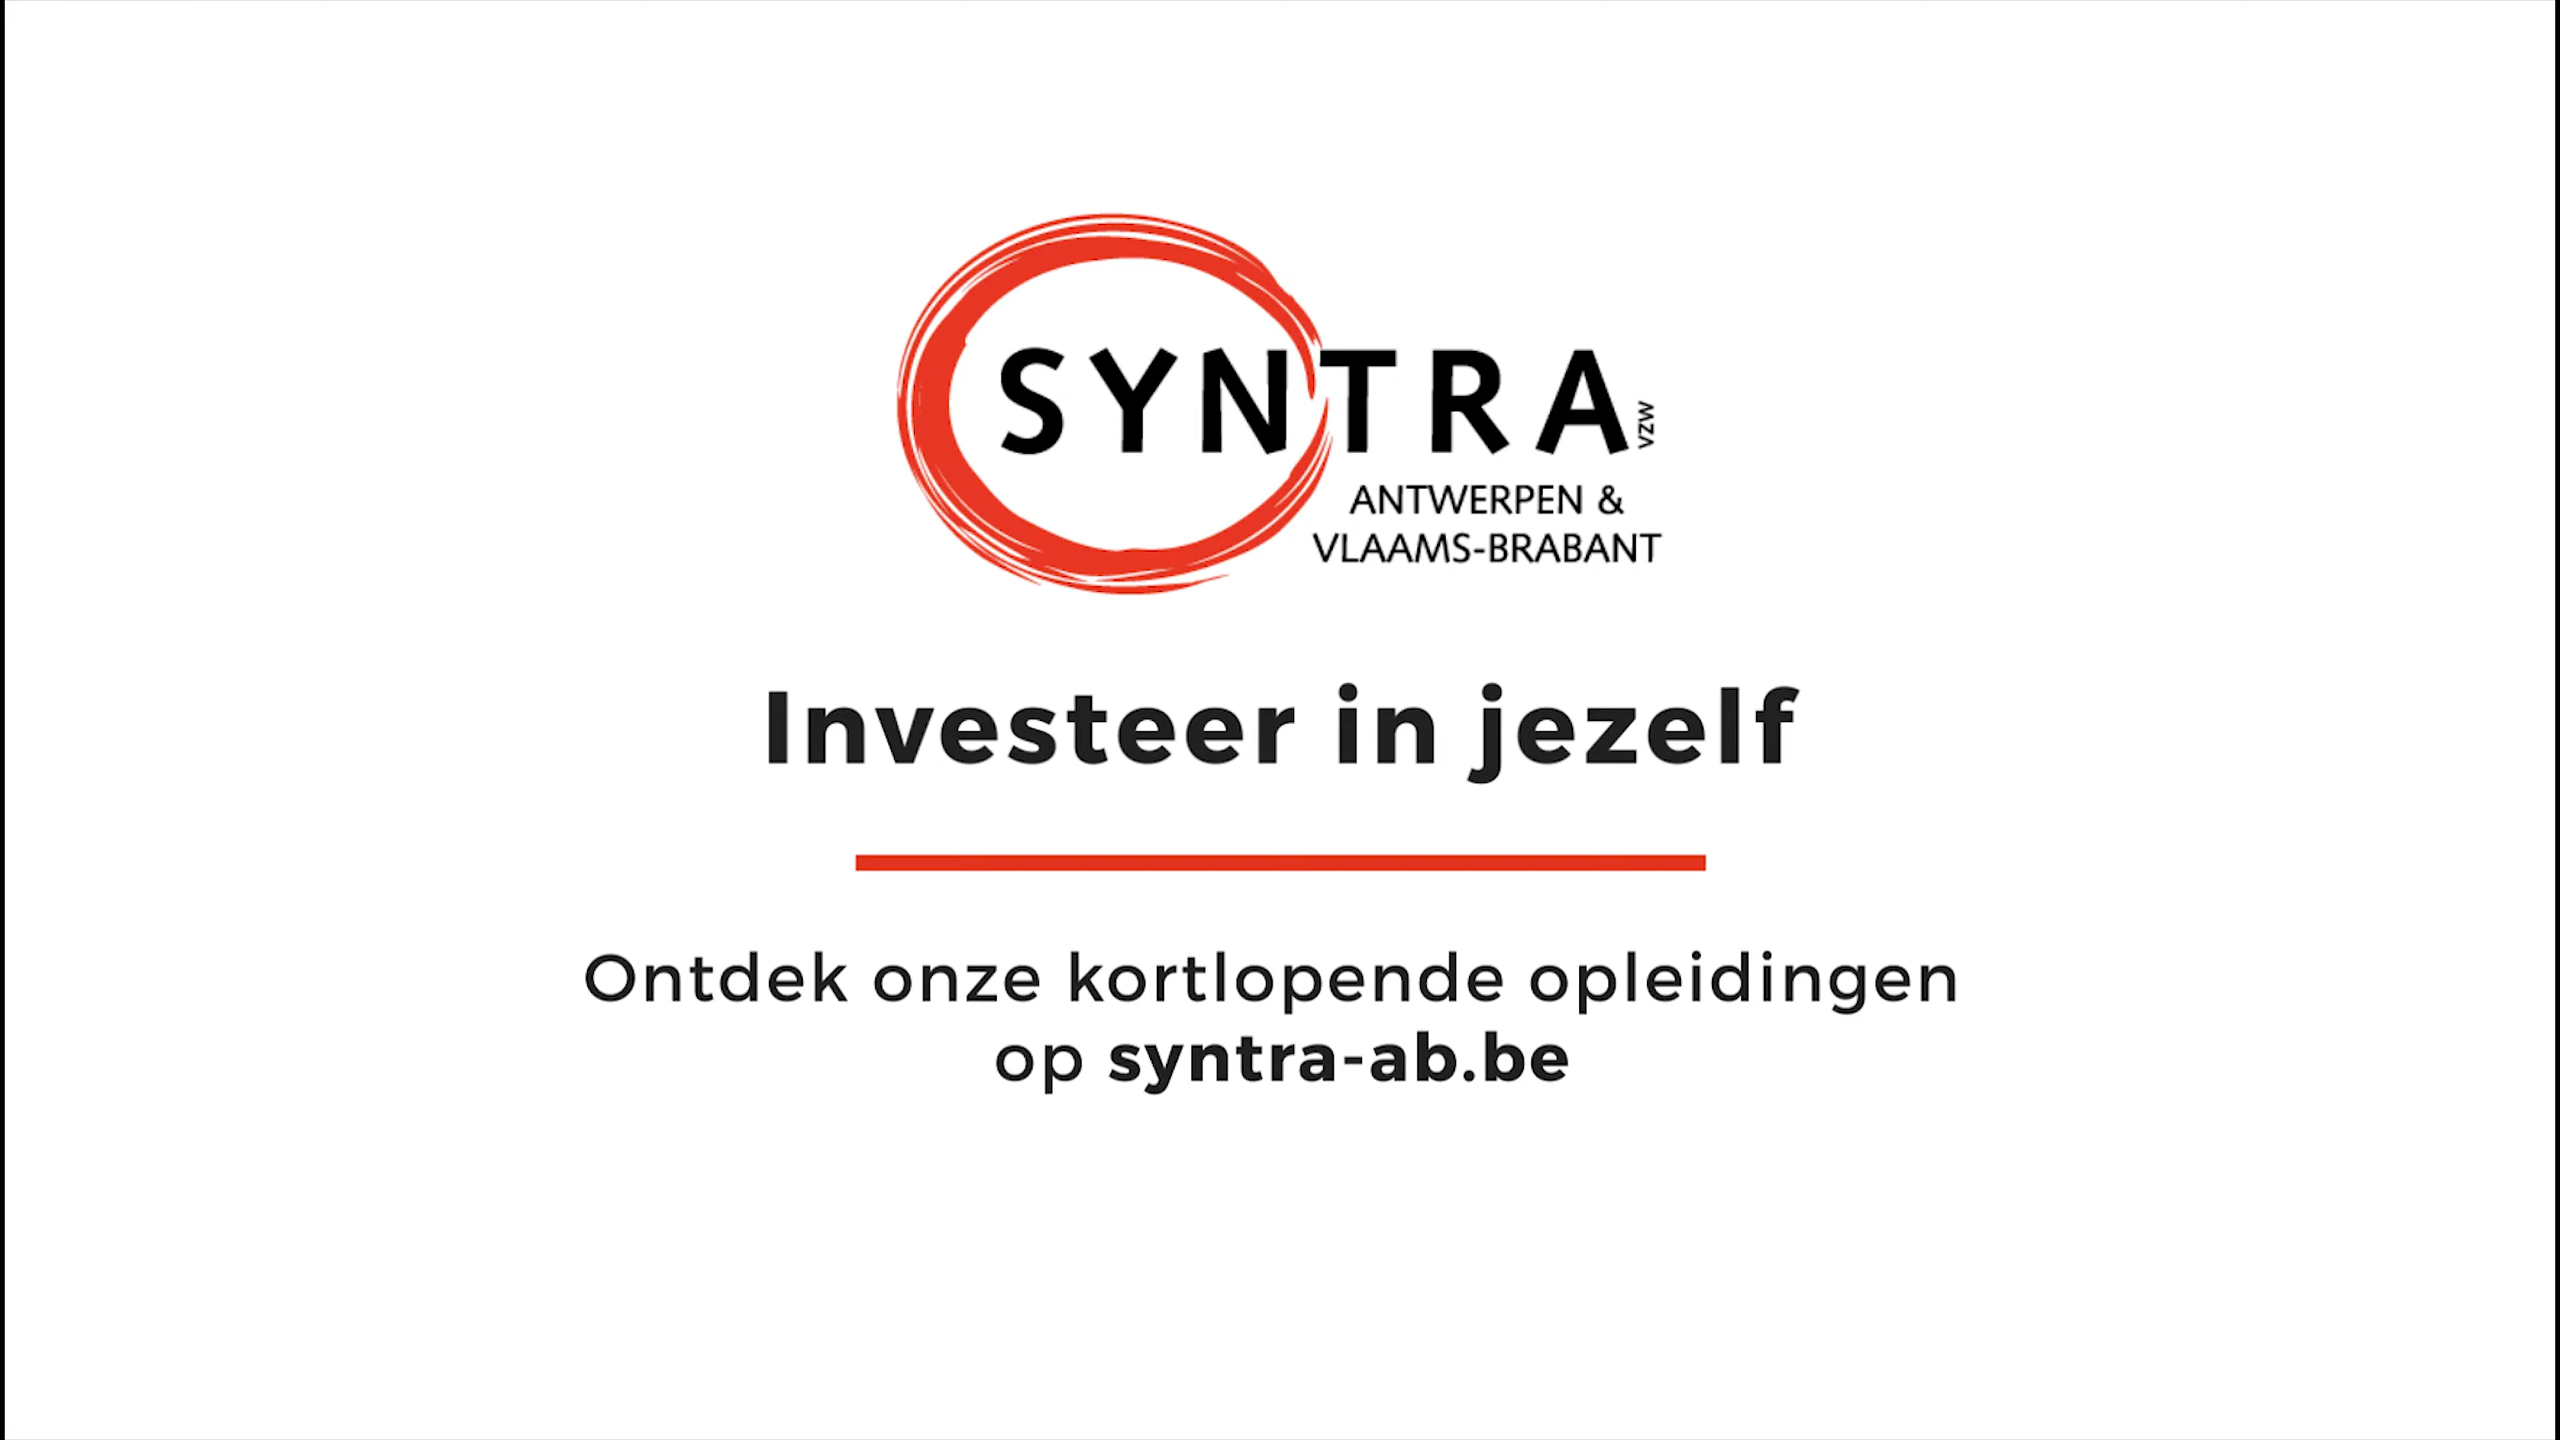 SYNTRA vzw
ANTWERPEN &
VLAAMS-BRABANT
Investeer in jezelf
Ontdek onze kortlopende opleidingen
op syntra-ab.be